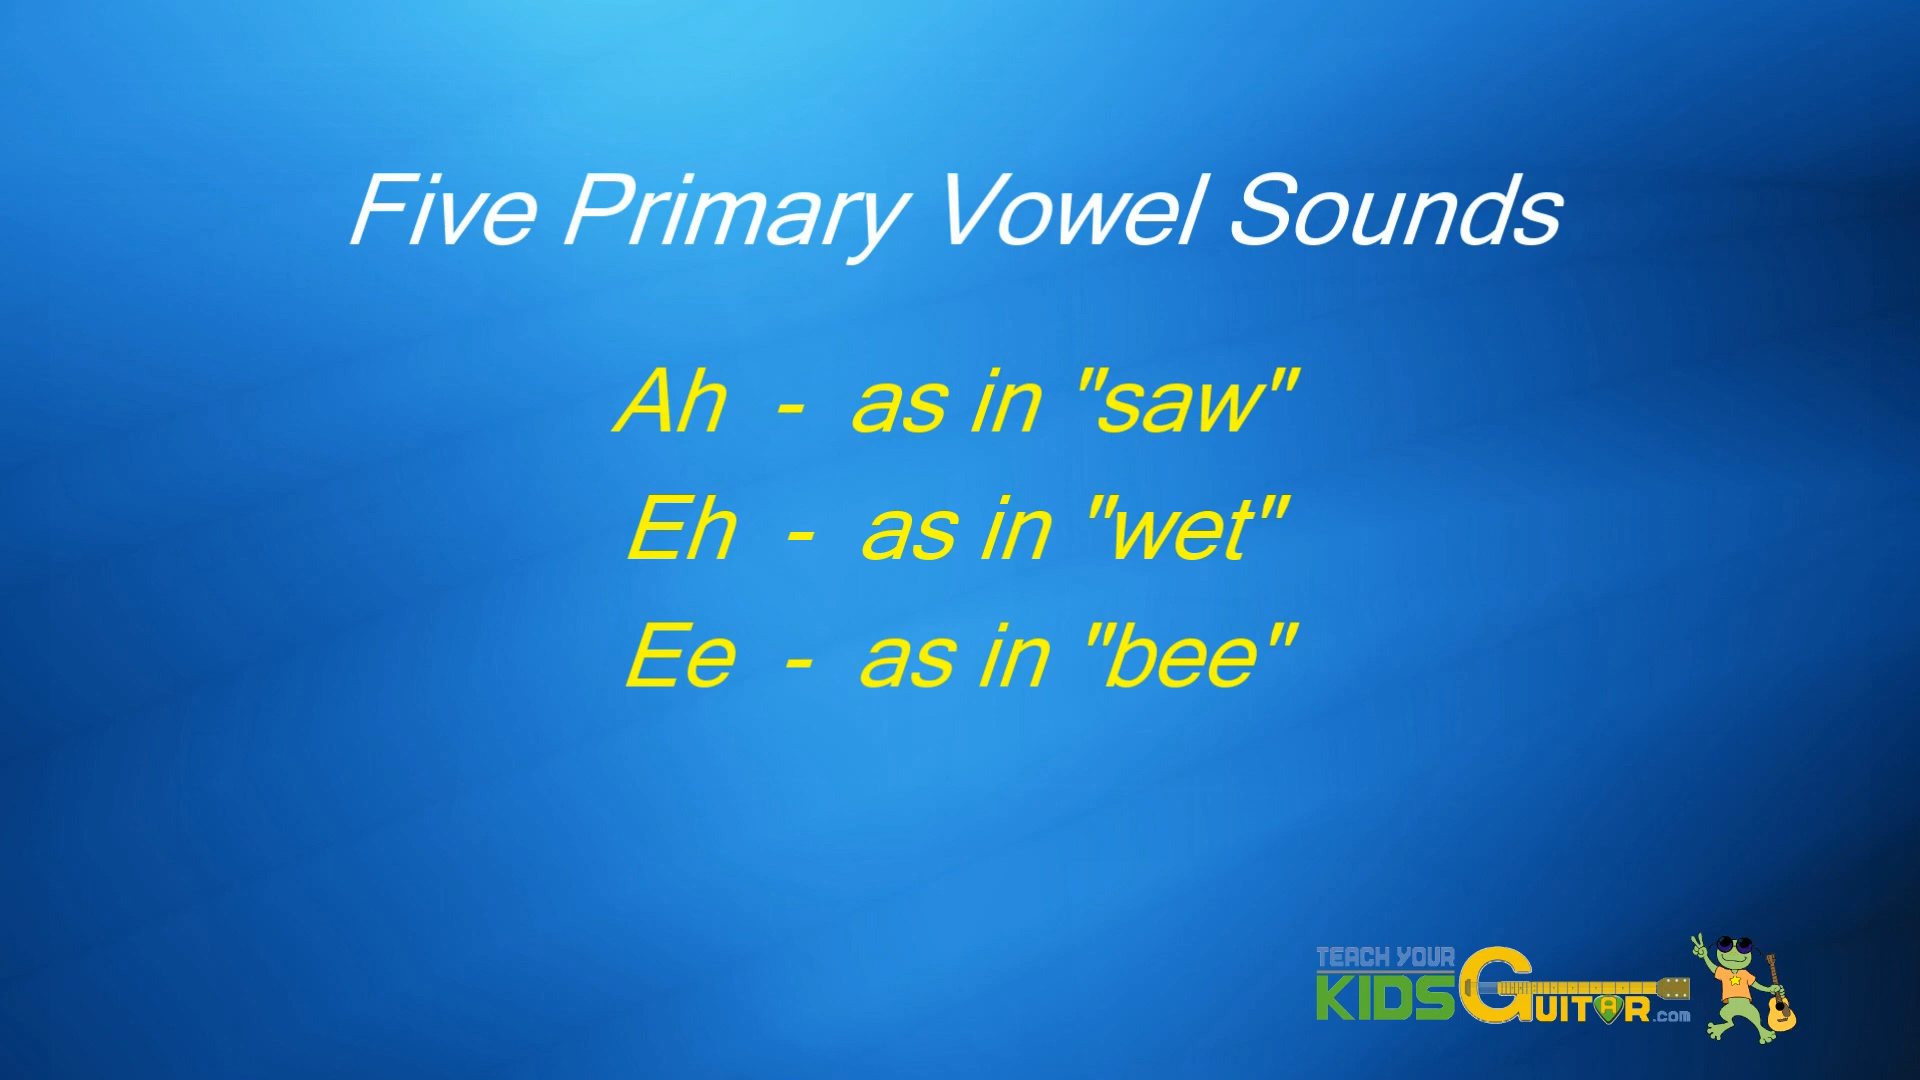 Five Primary Vowel Sounds
Ah - as in "saw"
Eh - as in "wet"
Ee - as in "bee"
TEACH YOUR
KIDS GUITAR.com